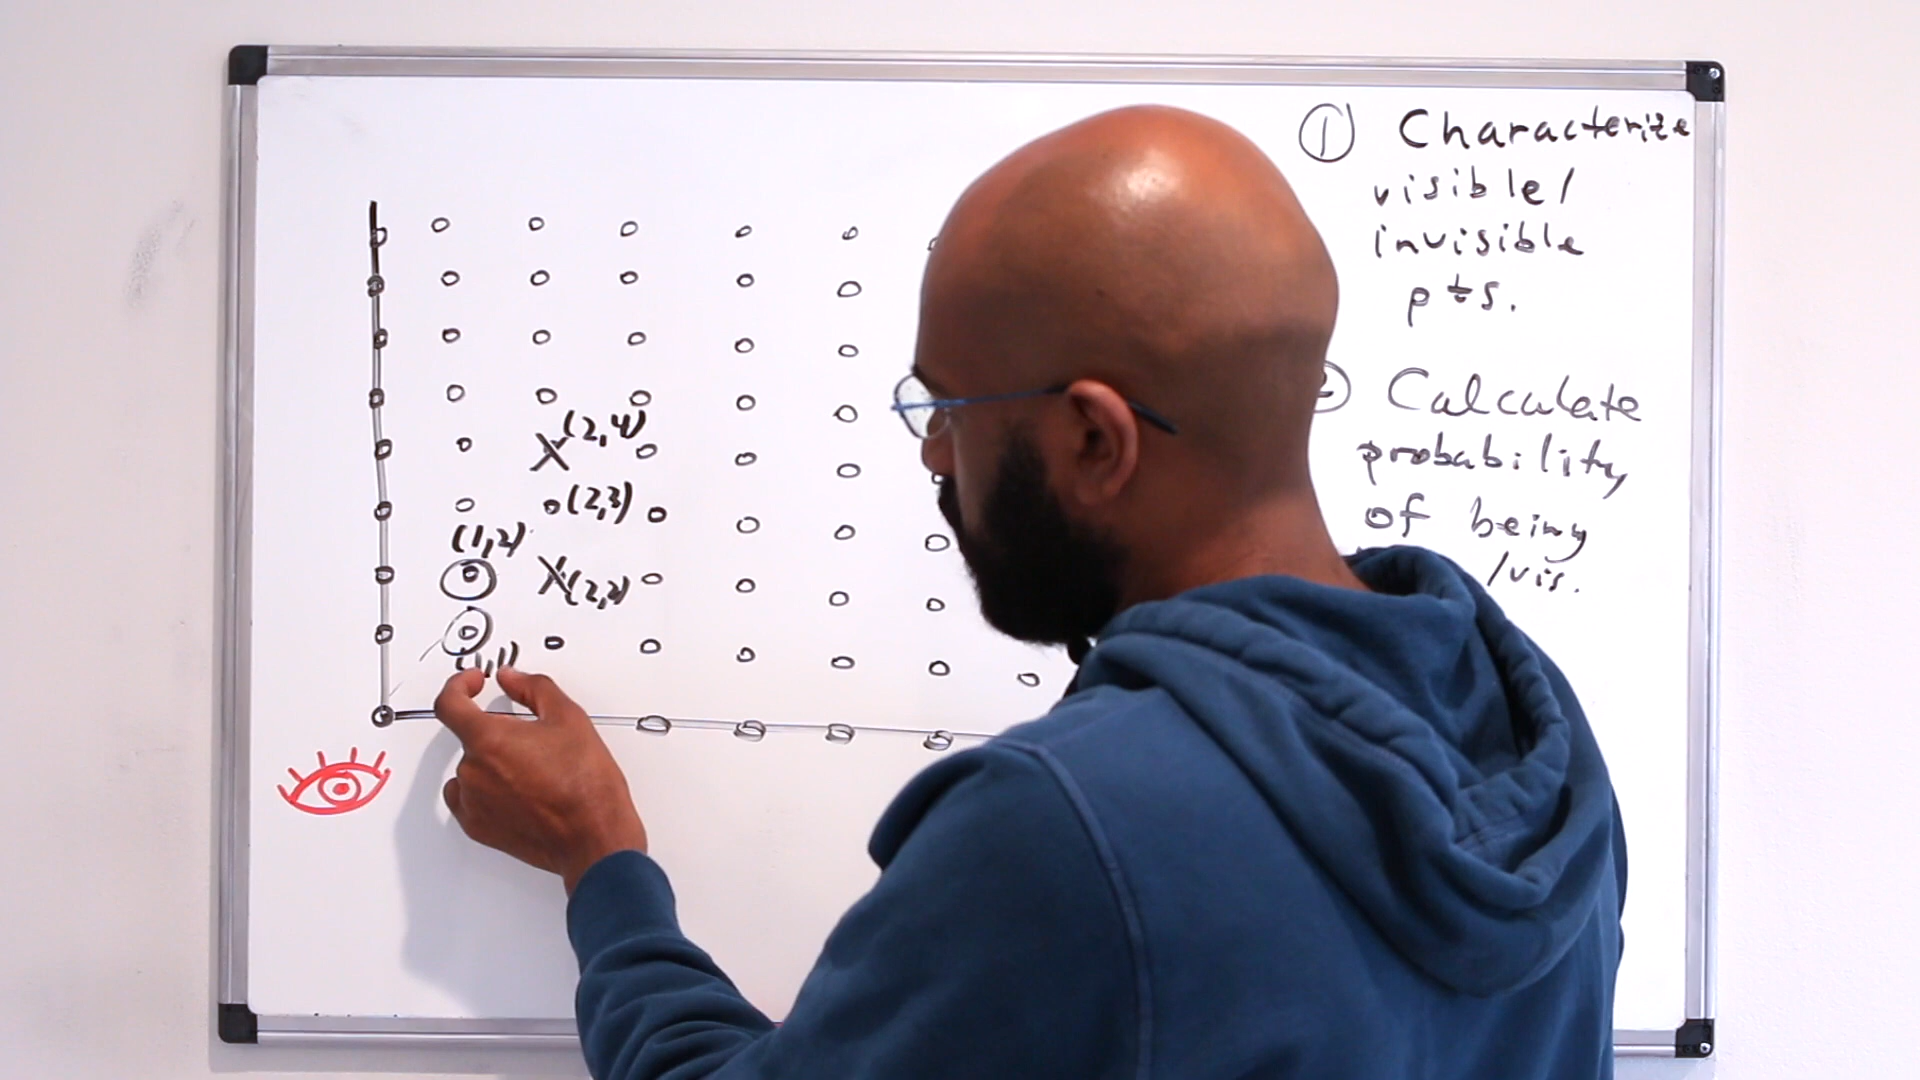 ① Characterize
visible/
invisible
pts.
Calculate
probability
of being
/vis.
(2,4)
(2,3)
(1,2)
(2,2)
(1,1)